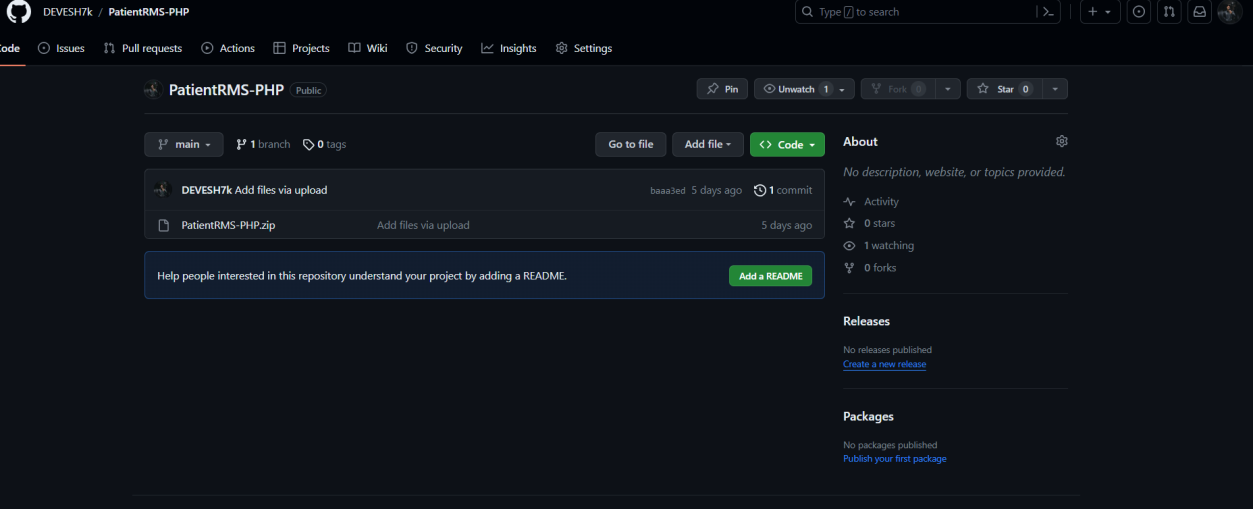 DEVESH7k / PatientRMS-PHP
Type / to search
ode Issues Pull requests Actions Projects Wiki Security Insights Settings
PatientRMS-PHP Public
Pin Unwatch 1 Fork 0 Star 0
main 1 branch 0 tags Go to file Add file Code
DEVESH7k Add files via upload baaa3ed 5 days ago 1 commit
PatientRMS-PHP.zip Add files via upload 5 days ago
Help people interested in this repository understand your project by adding a README. Add a README
About
No description, website, or topics provided.
Activity
0 stars
1 watching
0 forks
Releases
No releases published
Create a new release
Packages
No packages published
Publish your first package